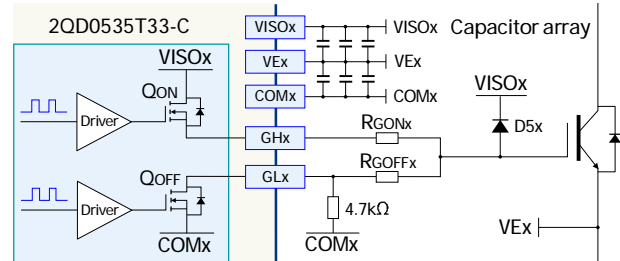 2QD0535T33-C
VISOx
VISOx
Capacitor array
VISOx
QON
VEx
VEx
VISOx
Driver
COMx
COMx
RGONx
D5x
GHx
RGOFFx
QOFF
GLx
Driver
4.7kΩ
VEx
COMx
COMx